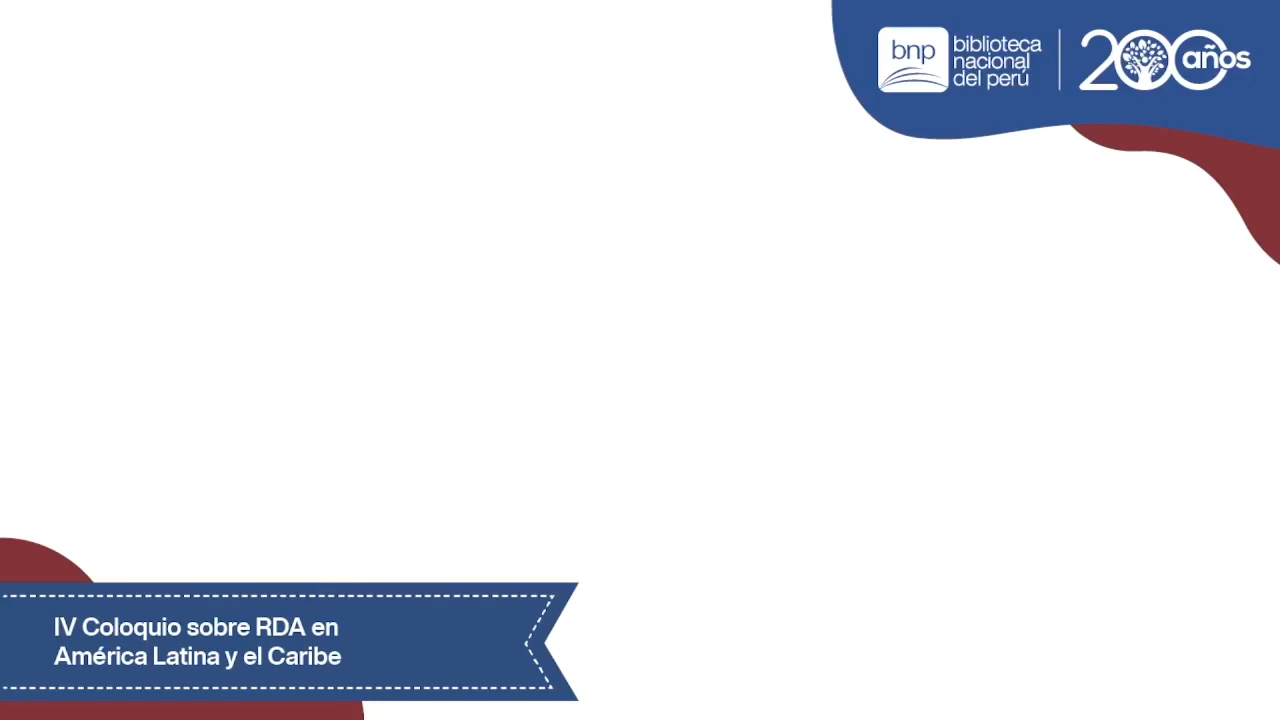 bnp
biblioteca
nacional
del perú
200 años
IV Coloquio sobre RDA en
América Latina y el Caribe